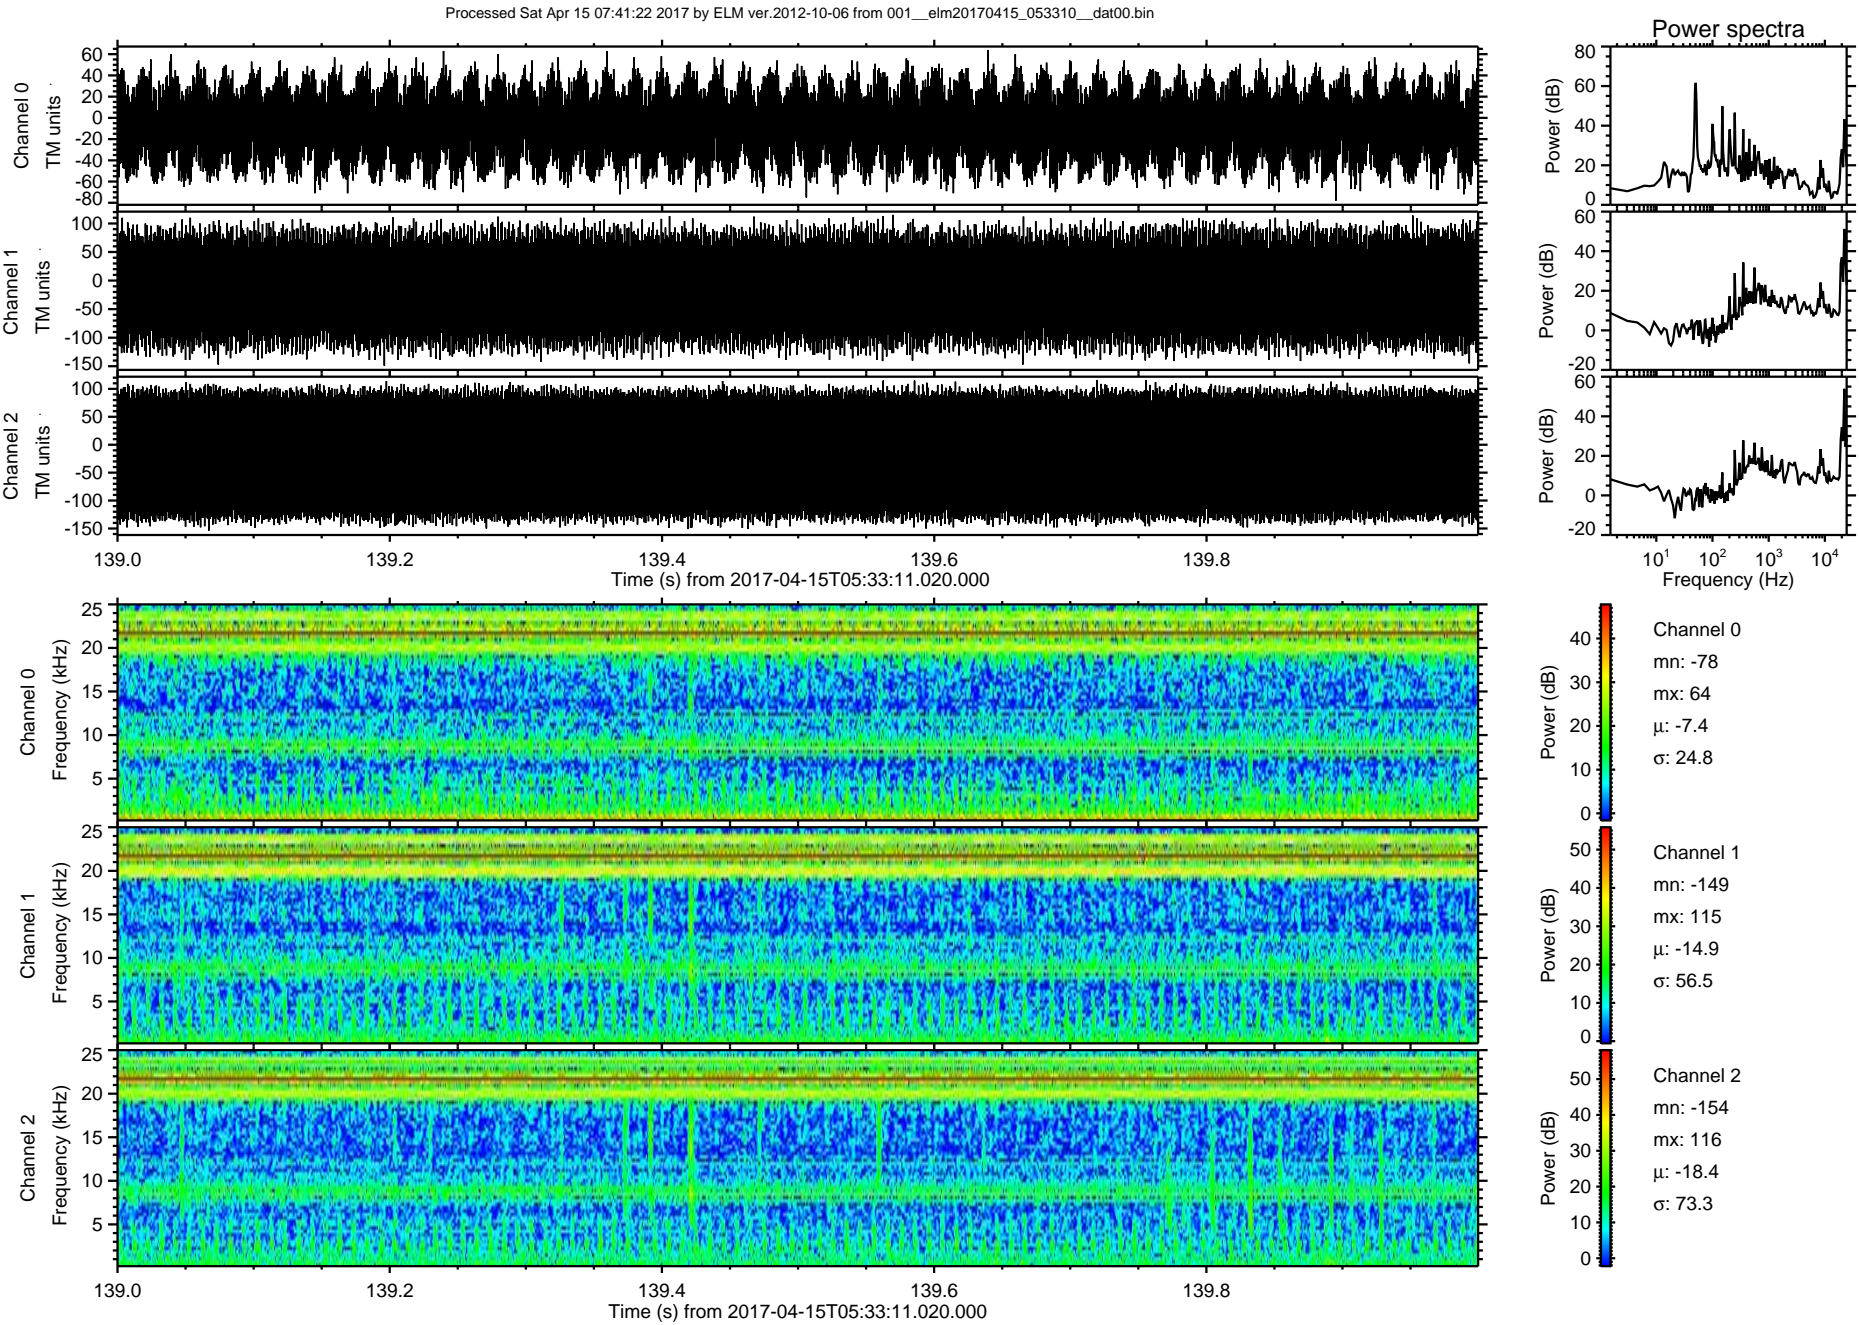 Processed Sat Apr 15 07:41:22 2017 by ELM ver.2012-10-06 from 001__elm20170415_053310__dat00.bin
Power spectra
Channel 0
TM units
60
40
20
0
-20
-40
-60
-80
Power (dB)
80
60
40
20
0
Channel 1
TM units
100
50
0
-50
-100
-150
Power (dB)
60
40
20
0
-20
Channel 2
TM units
100
50
0
-50
-100
-150
Power (dB)
60
40
20
0
-20
139.0 139.2 139.4 139.6 139.8
Time (s) from 2017-04-15T05:33:11.020.000
10¹ 10² 10³ 10⁴
Frequency (Hz)
Channel 0
Frequency (kHz)
25
20
15
10
5
Power (dB)
40
30
20
10
0
Channel 0
mn: -78
mx: 64
μ: -7.4
σ: 24.8
Channel 1
Frequency (kHz)
25
20
15
10
5
Power (dB)
50
40
30
20
10
0
Channel 1
mn: -149
mx: 115
μ: -14.9
σ: 56.5
Channel 2
Frequency (kHz)
25
20
15
10
5
Power (dB)
50
40
30
20
10
0
Channel 2
mn: -154
mx: 116
μ: -18.4
σ: 73.3
139.0 139.2 139.4 139.6 139.8
Time (s) from 2017-04-15T05:33:11.020.000